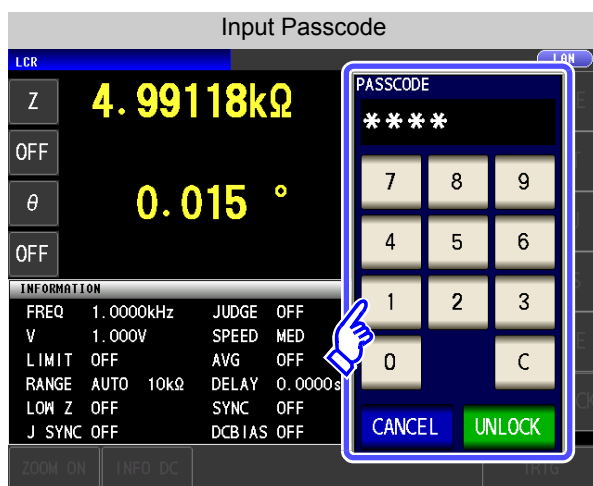 Input Passcode
LCR
LAN
Z 4.99118kΩ
OFF
θ 0.015 °
OFF
INFORMATION
FREQ 1.0000kHz JUDGE OFF
V 1.000V SPEED MED
LIMIT OFF AVG OFF
RANGE AUTO 10kΩ DELAY 0.0000s
LOW Z OFF SYNC OFF
J SYNC OFF DCBIAS OFF
ZOOM ON INFO DC
PASSCODE
****
7 8 9
4 5 6
1 2 3
0 C
CANCEL UNLOCK